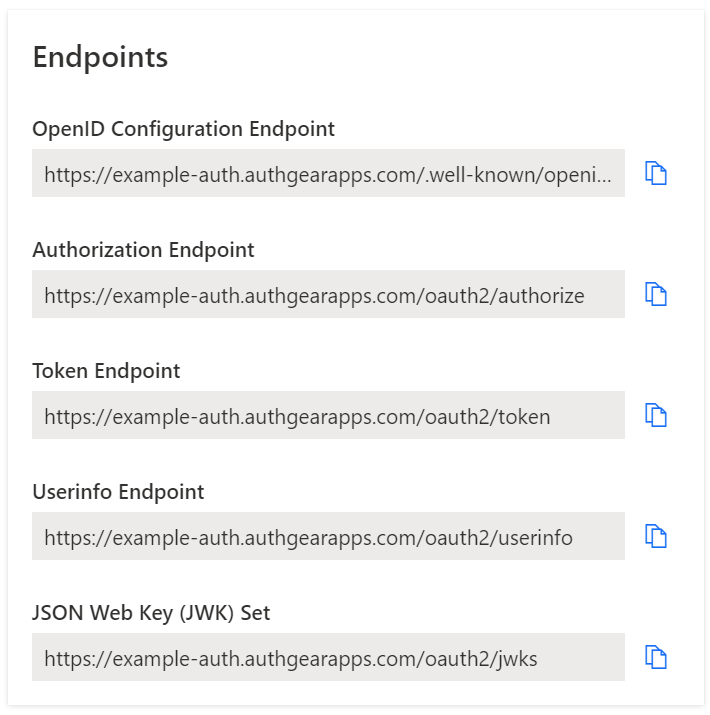 Endpoints
OpenID Configuration Endpoint
https://example-auth.authgearapps.com/.well-known/openi...
Authorization Endpoint
https://example-auth.authgearapps.com/oauth2/authorize
Token Endpoint
https://example-auth.authgearapps.com/oauth2/token
Userinfo Endpoint
https://example-auth.authgearapps.com/oauth2/userinfo
JSON Web Key (JWK) Set
https://example-auth.authgearapps.com/oauth2/jwks